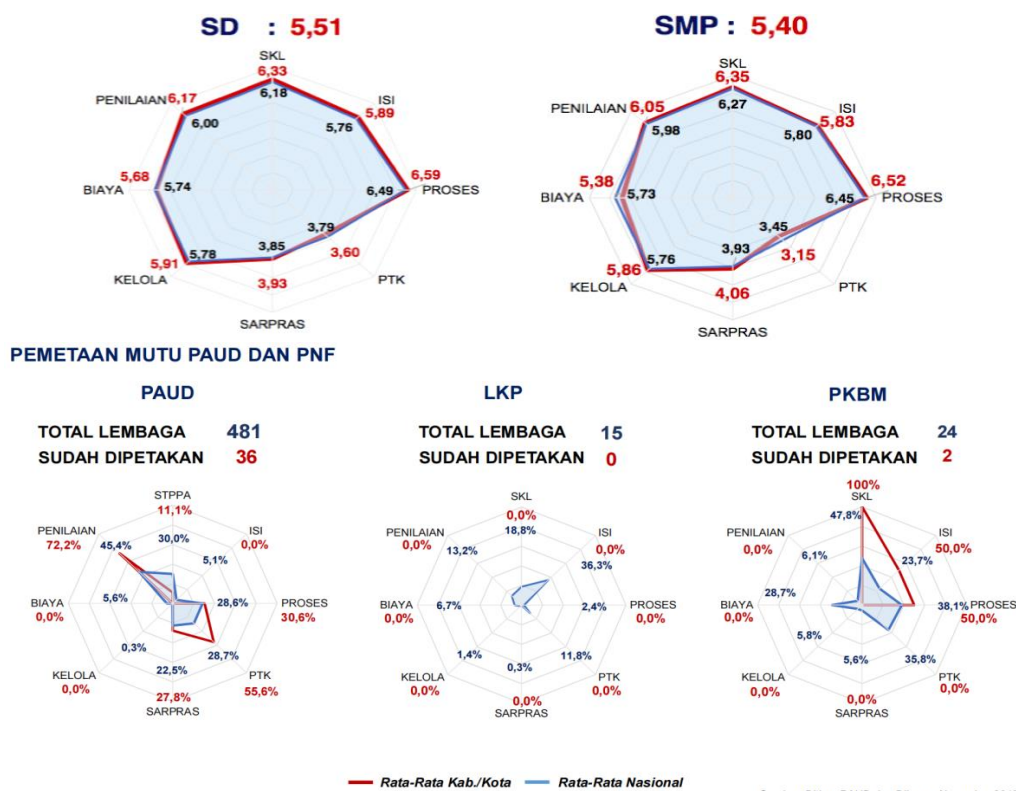 SD : 5,51
SKL
6,33
6,18
PENILAIAN 6,17
6,00
ISI
5,89
5,76
BIAYA 5,68
5,74
6,59
PROSES
6,49
KELOLA
5,91
5,78
3,85
3,93
SARPRAS
3,79
3,60
PTK
SMP : 5,40
SKL
6,35
6,27
PENILAIAN 6,05
5,98
ISI
5,83
5,80
BIAYA 5,38
5,73
6,52
PROSES
6,45
KELOLA
5,86
5,76
3,93
4,06
SARPRAS
3,45
3,15
PTK
PEMETAAN MUTU PAUD DAN PNF
PAUD
TOTAL LEMBAGA 481
SUDAH DIPETAKAN 36
STPPA
11,1%
30,0%
PENILAIAN
72,2%
45,4%
ISI
0,0%
5,1%
BIAYA
0,0%
5,6%
PROSES
30,6%
28,6%
KELOLA
0,0%
0,3%
22,5%
27,8%
SARPRAS
28,7%
PTK
55,6%
LKP
TOTAL LEMBAGA 15
SUDAH DIPETAKAN 0
SKL
0,0%
18,8%
PENILAIAN
0,0%
13,2%
ISI
0,0%
36,3%
BIAYA
0,0%
6,7%
PROSES
0,0%
2,4%
KELOLA
0,0%
1,4%
0,3%
0,0%
SARPRAS
11,8%
PTK
0,0%
PKBM
TOTAL LEMBAGA 24
SUDAH DIPETAKAN 2
100%
SKL
47,8%
PENILAIAN
0,0%
6,1%
ISI
50,0%
23,7%
BIAYA
0,0%
28,7%
38,1%
PROSES
50,0%
KELOLA
0,0%
5,8%
5,6%
0,0%
SARPRAS
35,8%
PTK
0,0%
Rata-Rata Kab./Kota
Rata-Rata Nasional